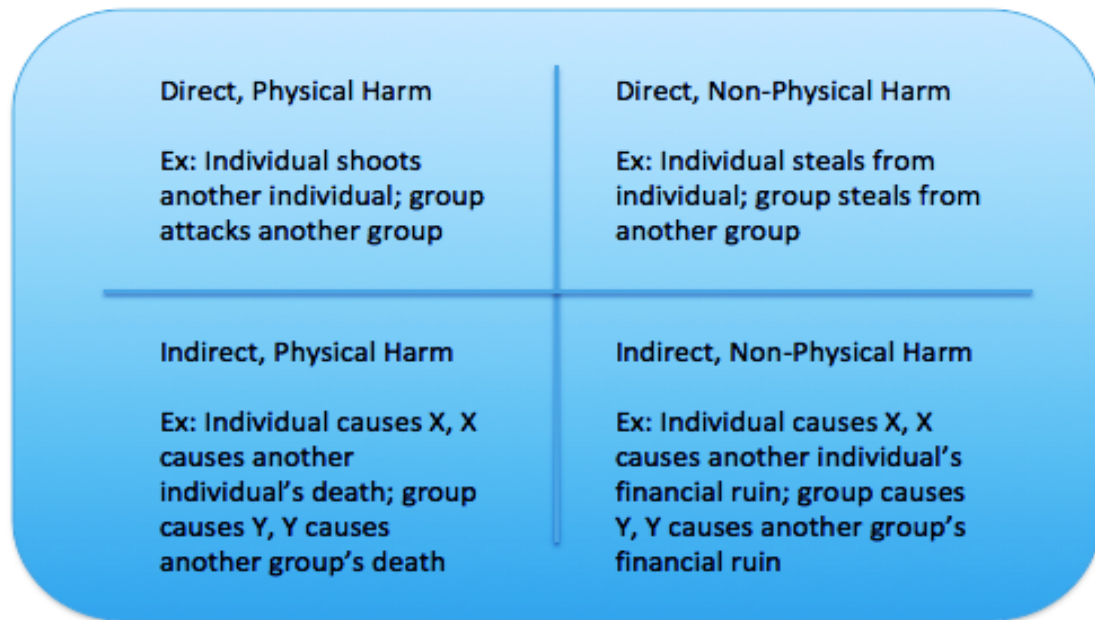 Direct, Physical Harm
Ex: Individual shoots
another individual; group
attacks another group
Direct, Non-Physical Harm
Ex: Individual steals from
individual; group steals from
another group
Indirect, Physical Harm
Ex: Individual causes X, X
causes another
individual’s death; group
causes Y, Y causes
another group’s death
Indirect, Non-Physical Harm
Ex: Individual causes X, X
causes another individual’s
financial ruin; group causes
Y, Y causes another group’s
financial ruin